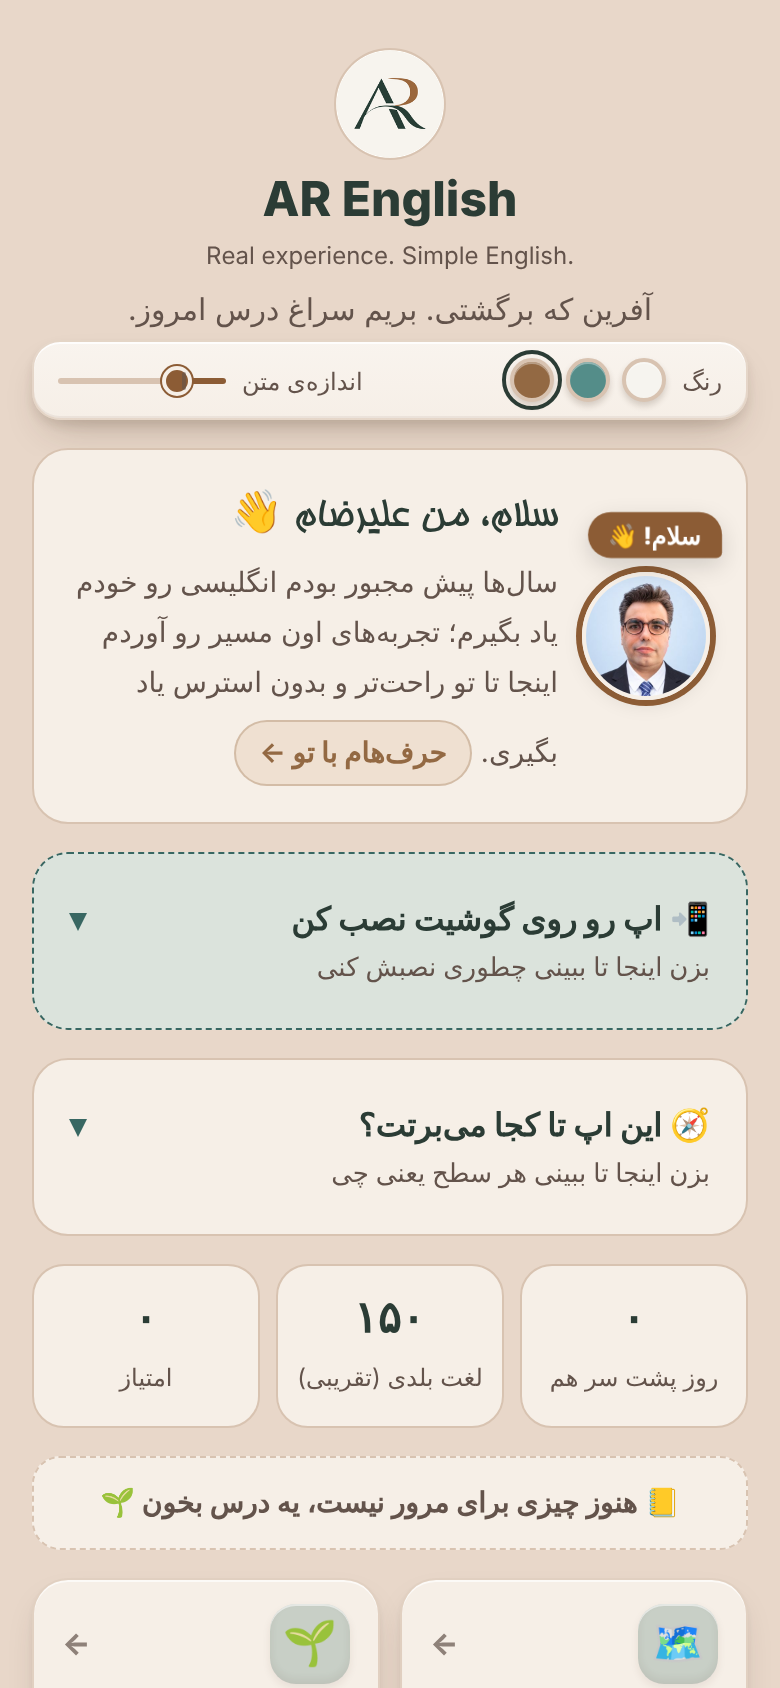 AR
AR English
Real experience. Simple English.
آفرین که برگشتی. بریم سراغ درس امروز.
رنگ
اندازه‌ی متن
سلام! 👋
سلام، من علیرضام 👋
سال‌ها پیش مجبور بودم انگلیسی رو خودم
یاد بگیرم؛ تجربه‌های اون مسیر رو آوردم
اینجا تا تو راحت‌تر و بدون استرس یاد
بگیری. حرف‌هام با تو ←
📲 اپ رو روی گوشیت نصب کن ▼
بزن اینجا تا ببینی چطوری نصبش کنی
🧭 این اپ تا کجا می‌برتت؟ ▼
بزن اینجا تا ببینی هر سطح یعنی چی
۰
روز پشت سر هم
۱۵۰
لغت بلدی (تقریبی)
۰
امتیاز
📒 هنوز چیزی برای مرور نیست، یه درس بخون 🌱